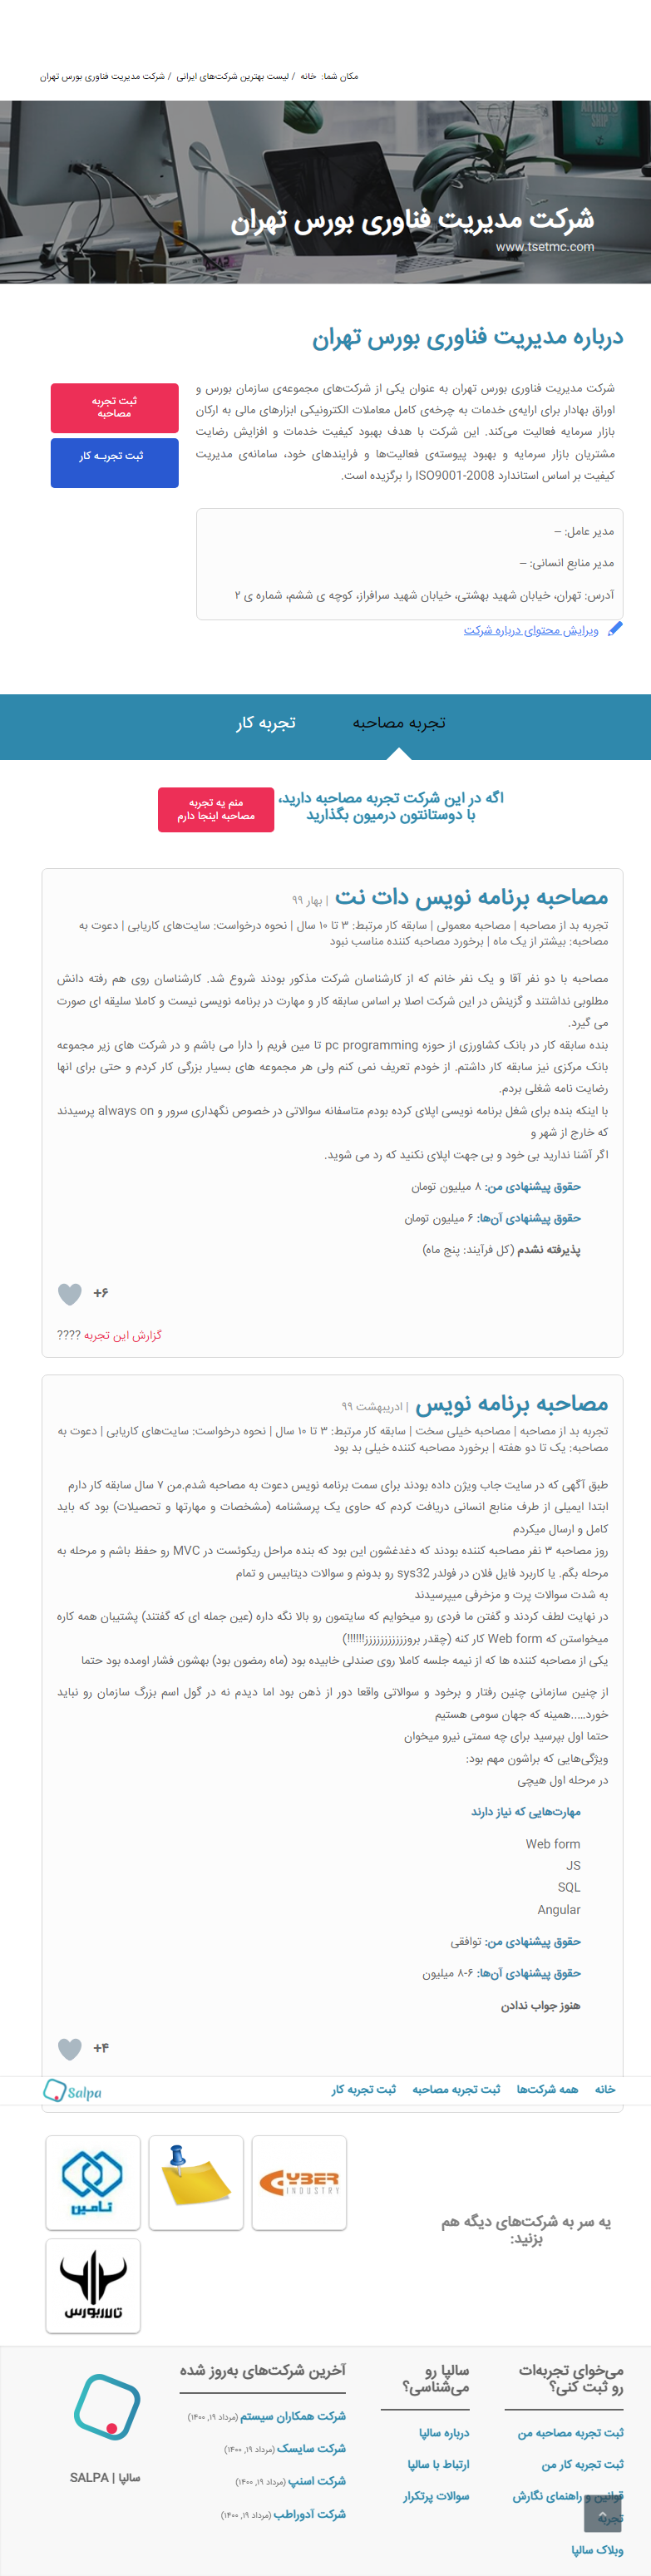 مکان شما: خانه / لیست بهترین شرکت‌های ایرانی / شرکت مدیریت فناوری بورس تهران
شرکت مدیریت فناوری بورس تهران
www.tsetmc.com
درباره مدیریت فناوری بورس تهران
شرکت مدیریت فناوری بورس تهران به عنوان یکی از شرکت‌های مجموعه‌ی سازمان بورس و
اوراق بهادار برای ارایه‌ی خدمات به چرخه‌ی کامل معاملات الکترونیکی ابزارهای مالی به ارکان
بازار سرمایه فعالیت می‌کند. این شرکت با هدف بهبود کیفیت خدمات و افزایش رضایت
مشتریان بازار سرمایه و بهبود پیوسته‌ی فعالیت‌ها و فرایندهای خود، سامانه‌ی مدیریت
کیفیت بر اساس استاندارد ISO9001-2008 را برگزیده است.
ثبت تجربه
مصاحبه
ثبت تجربـه کار
مدیر عامل: –
مدیر منابع انسانی: –
آدرس: تهران، خیابان شهید بهشتی، خیابان شهید سرافراز، کوچه ی ششم، شماره ی ۲
ویرایش محتوای درباره شرکت
تجربه مصاحبه
تجربه کار
اگه در این شرکت تجربه مصاحبه دارید،
با دوستانتون درمیون بگذارید
منم یه تجربه
مصاحبه اینجا دارم
مصاحبه برنامه نویس دات نت | بهار ۹۹
تجربه بد از مصاحبه | مصاحبه معمولی | سابقه کار مرتبط: ۳ تا ۱۰ سال | نحوه درخواست: سایت‌های کاریابی | دعوت به
مصاحبه: بیشتر از یک ماه | برخورد مصاحبه کننده مناسب نبود
مصاحبه با دو نفر آقا و یک نفر خانم که از کارشناسان شرکت مذکور بودند شروع شد. کارشناسان روی هم رفته دانش
مطلوبی نداشتند و گزینش در این شرکت اصلا بر اساس سابقه کار و مهارت در برنامه نویسی نیست و کاملا سلیقه ای صورت
می گیرد.
بنده سابقه کار در بانک کشاورزی از حوزه pc programming تا مین فریم را دارا می باشم و در شرکت های زیر مجموعه
بانک مرکزی نیز سابقه کار داشتم. از خودم تعریف نمی کنم ولی هر مجموعه های بسیار بزرگی کار کردم و حتی برای انها
رضایت نامه شغلی بردم.
با اینکه بنده برای شغل برنامه نویسی اپلای کرده بودم متاسفانه سوالاتی در خصوص نگهداری سرور و always on پرسیدند
که خارج از شهر و
اگر آشنا ندارید بی خود و بی جهت اپلای نکنید که رد می شوید.
حقوق پیشنهادی من: ۸ میلیون تومان
حقوق پیشنهادی آن‌ها: ۶ میلیون تومان
پذیرفته نشدم (کل فرآیند: پنج ماه)
+۶
گزارش این تجربه ????
مصاحبه برنامه نویس | اردیبهشت ۹۹
تجربه بد از مصاحبه | مصاحبه خیلی سخت | سابقه کار مرتبط: ۳ تا ۱۰ سال | نحوه درخواست: سایت‌های کاریابی | دعوت به
مصاحبه: یک تا دو هفته | برخورد مصاحبه کننده خیلی بد بود
طبق آگهی که در سایت جاب ویژن داده بودند برای سمت برنامه نویس دعوت به مصاحبه شدم.من ۷ سال سابقه کار دارم
ابتدا ایمیلی از طرف منابع انسانی دریافت کردم که حاوی یک پرسشنامه (مشخصات و مهارتها و تحصیلات) بود که باید
کامل و ارسال میکردم
روز مصاحبه ۳ نفر مصاحبه کننده بودند که دغدغشون این بود که بنده مراحل ریکوئست در MVC رو حفظ باشم و مرحله به
مرحله بگم. یا کاربرد فایل فلان در فولدر sys32 رو بدونم و سوالات دیتابیس و تمام
به شدت سوالات پرت و مزخرفی میپرسیدند
در نهایت لطف کردند و گفتن ما فردی رو میخوایم که سایتمون رو بالا نگه داره (عین جمله ای که گفتند) پشتیبان همه کاره
میخواستن که Web form کار کنه (چقدر بروزززززززززز!!!!!!)
یکی از مصاحبه کننده ها که از نیمه جلسه کاملا روی صندلی خابیده بود (ماه رمضون بود) بهشون فشار اومده بود حتما
از چنین سازمانی چنین رفتار و برخود و سوالاتی واقعا دور از ذهن بود اما دیدم نه در گول اسم بزرگ سازمان رو نباید
خورد…..همینه که جهان سومی هستیم
حتما اول بپرسید برای چه سمتی نیرو میخوان
ویژگی‌هایی که براشون مهم بود:
در مرحله اول هیچی
مهارت‌هایی که نیاز دارند
Web form
JS
SQL
Angular
حقوق پیشنهادی من: توافقی
حقوق پیشنهادی آن‌ها: ۶-۸ میلیون
هنوز جواب ندادن
+۴
خانه همه شرکت‌ها ثبت تجربه مصاحبه ثبت تجربه کار
Salpa
یه سر به شرکت‌های دیگه هم
بزنید:
CYBER
INDUSTRY
تامین
تالاربورس
می‌خوای تجربه‌ات
رو ثبت کنی؟
ثبت تجربه مصاحبه من
ثبت تجربه کار من
قوانین و راهنمای نگارش
تجربه
وبلاگ سالپا
سالپا رو
می‌شناسی؟
درباره سالپا
ارتباط با سالپا
سوالات پرتکرار
آخرین شرکت‌های به‌روز شده
شرکت همکاران سیستم (مرداد ۱۹, ۱۴۰۰)
شرکت سایسک (مرداد ۱۹, ۱۴۰۰)
شرکت اسنپ (مرداد ۱۹, ۱۴۰۰)
شرکت آدوراطب (مرداد ۱۹, ۱۴۰۰)
سالپا | SALPA